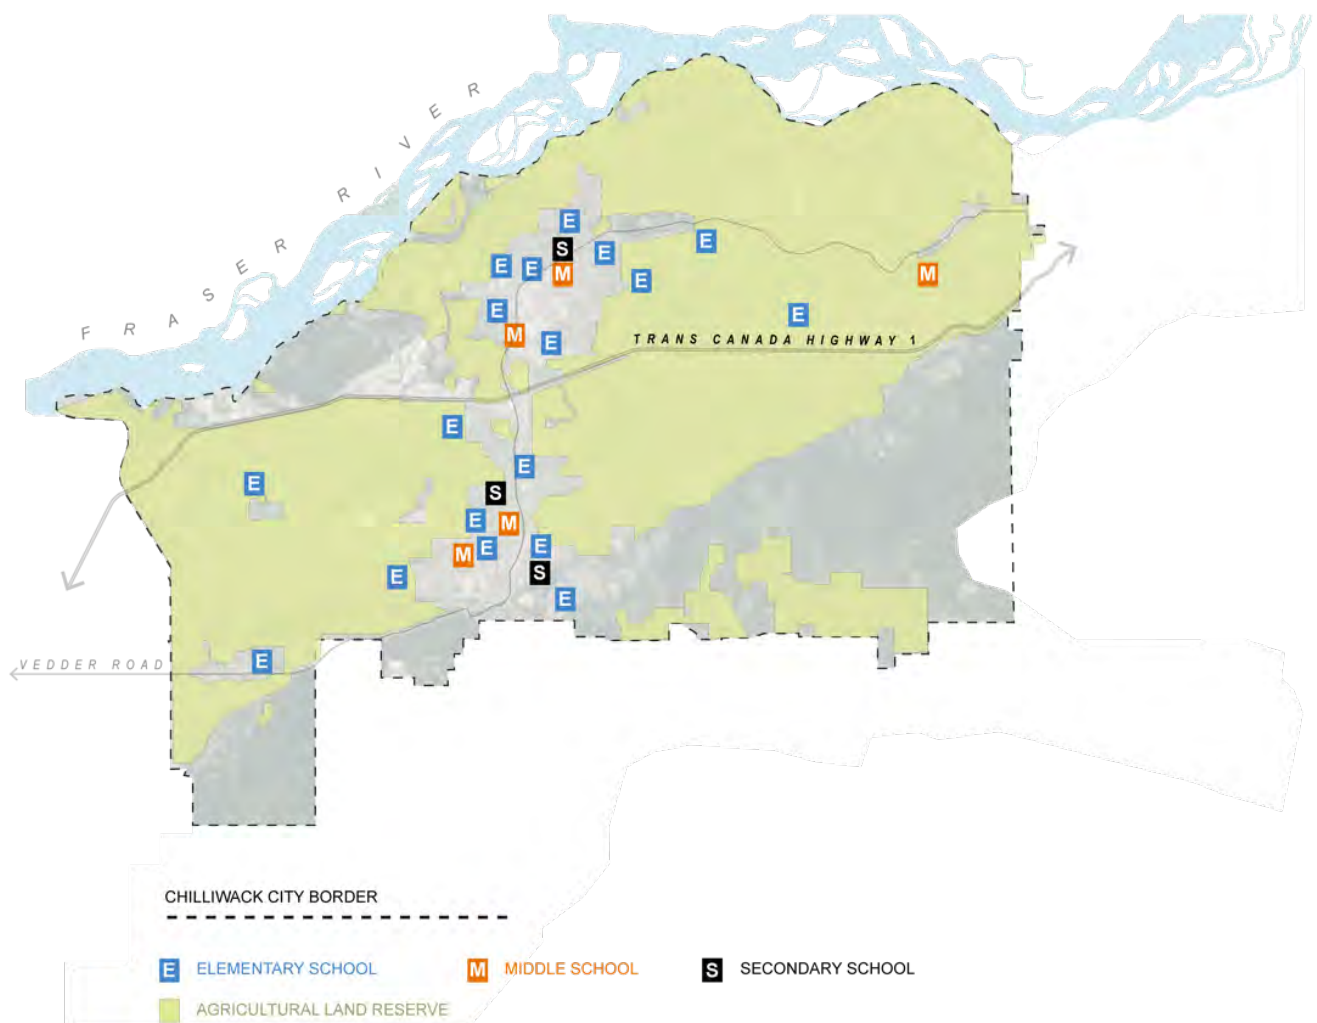 FRASER RIVER
E
S
E
E
E
E
M
E
M
E
E
E
M
E
TRANS CANADA HIGHWAY 1
E
E
E
S
E
M
E
E
M
S
E
E
E
VEDDER ROAD
CHILLIWACK CITY BORDER
E ELEMENTARY SCHOOL M MIDDLE SCHOOL S SECONDARY SCHOOL
AGRICULTURAL LAND RESERVE